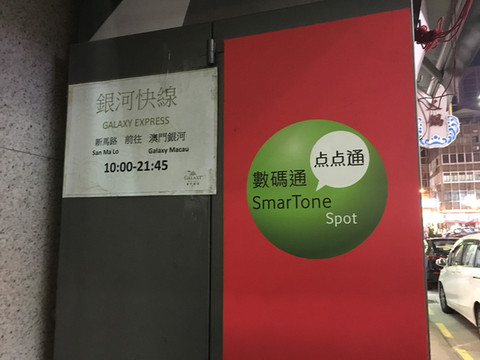 銀河快線
GALAXY EXPRESS
新馬路 前往 澳門銀河
San Ma Lo Galaxy Macau
10:00-21:45
GALAXY
点点通
數碼通
SmarTone
Spot